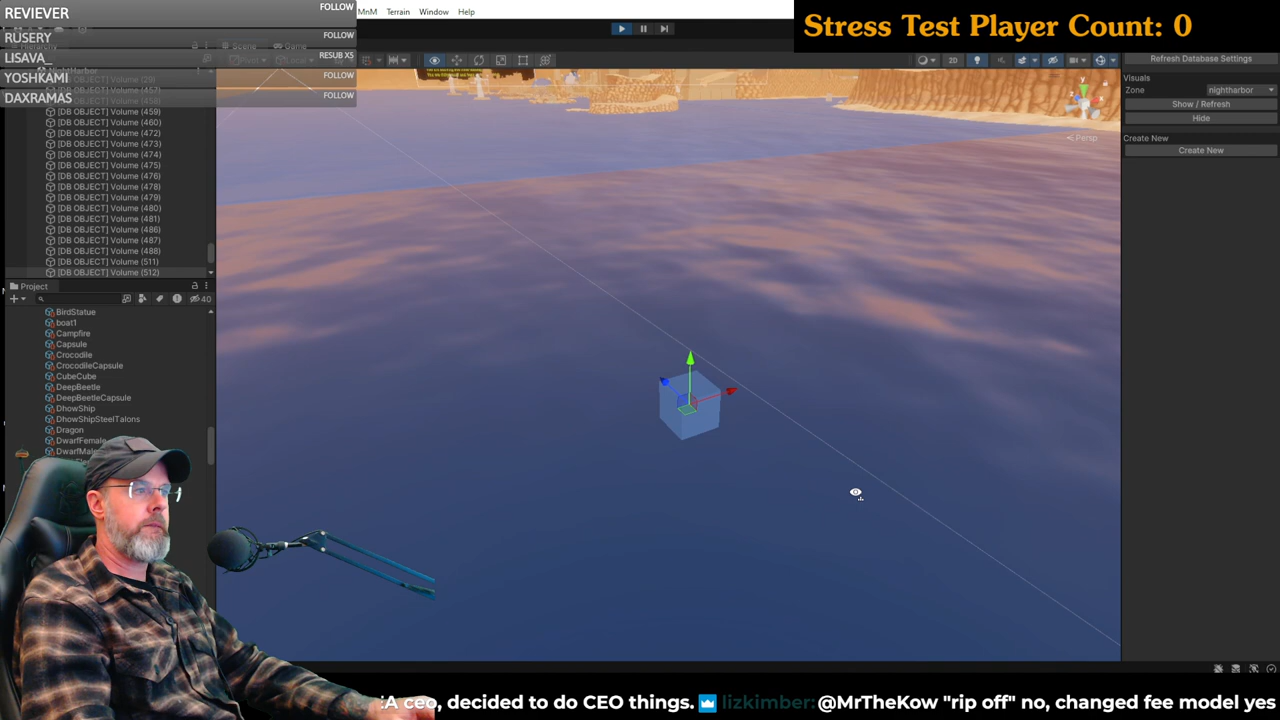 REVIEVER FOLLOW
RUSERY FOLLOW
LISAVA_ RESUB X5
YOSHKAMI FOLLOW
DAXRAMAS FOLLOW
MnM Terrain Window Help
Stress Test Player Count: 0
2D
Persp
Refresh Database Settings
Visuals
Zone nightharbor
Show / Refresh
Hide
Create New
Create New
[DB OBJECT] Volume (459)
[DB OBJECT] Volume (460)
[DB OBJECT] Volume (472)
[DB OBJECT] Volume (473)
[DB OBJECT] Volume (474)
[DB OBJECT] Volume (475)
[DB OBJECT] Volume (476)
[DB OBJECT] Volume (478)
[DB OBJECT] Volume (479)
[DB OBJECT] Volume (480)
[DB OBJECT] Volume (481)
[DB OBJECT] Volume (486)
[DB OBJECT] Volume (487)
[DB OBJECT] Volume (488)
[DB OBJECT] Volume (511)
[DB OBJECT] Volume (512)
Project
40
BirdStatue
boat1
Campfire
Capsule
Crocodile
CrocodileCapsule
CubeCube
DeepBeetle
DeepBeetleCapsule
DhowShip
DhowShipSteelTalons
Dragon
DwarfFemale
:A ceo, decided to do CEO things. lizkimber: @MrTheKow "rip off" no, changed fee model yes